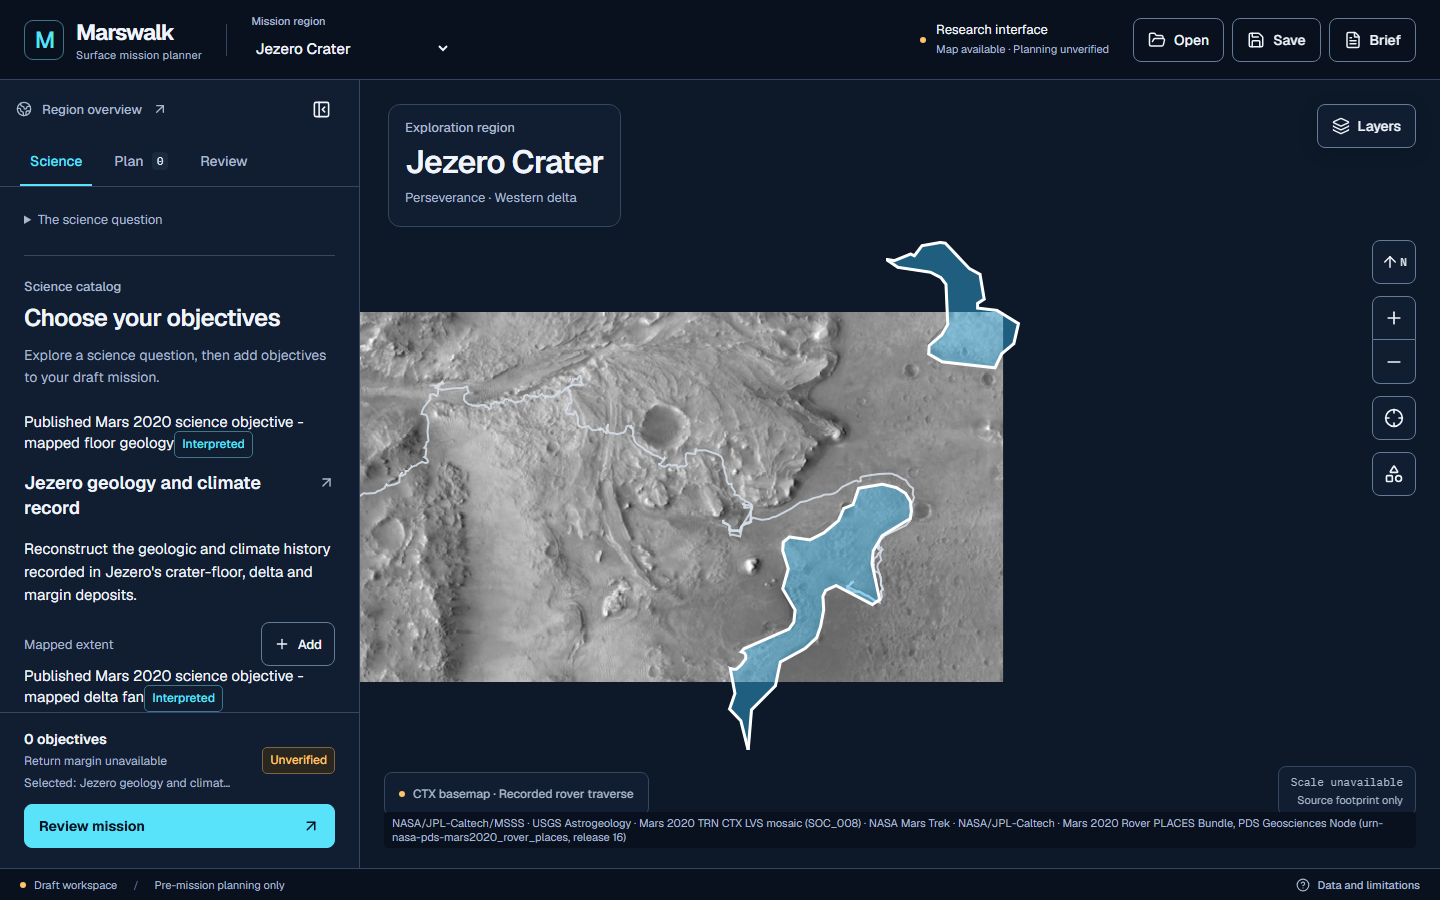 M
Marswalk
Surface mission planner
Mission region
Jezero Crater
Research interface
Map available · Planning unverified
Open
Save
Brief
Region overview
Science
Plan 0
Review
The science question
Science catalog
Choose your objectives
Explore a science question, then add objectives
to your draft mission.
Published Mars 2020 science objective -
mapped floor geology Interpreted
Jezero geology and climate
record
Reconstruct the geologic and climate history
recorded in Jezero's crater-floor, delta and
margin deposits.
Mapped extent
Add
Published Mars 2020 science objective -
mapped delta fan Interpreted
0 objectives
Return margin unavailable
Selected: Jezero geology and climat...
Unverified
Review mission
Exploration region
Jezero Crater
Perseverance · Western delta
Layers
N
CTX basemap · Recorded rover traverse
Scale unavailable
Source footprint only
NASA/JPL-Caltech/MSSS · USGS Astrogeology · Mars 2020 TRN CTX LVS mosaic (SOC_008) · NASA Mars Trek · NASA/JPL-Caltech · Mars 2020 Rover PLACES Bundle, PDS Geosciences Node (urn-
nasa-pds-mars2020_rover_places, release 16)
Draft workspace / Pre-mission planning only
Data and limitations